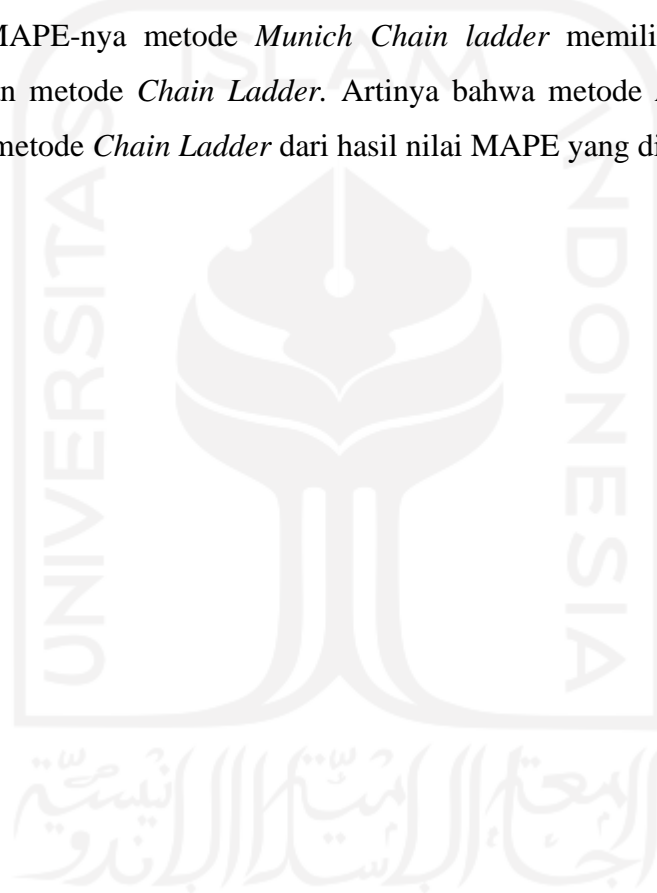 MAPE-nya metode Munich Chain ladder memili
n metode Chain Ladder. Artinya bahwa metode
metode Chain Ladder dari hasil nilai MAPE yang di
ISLAM
UNIVERSITAS
INDONESIA